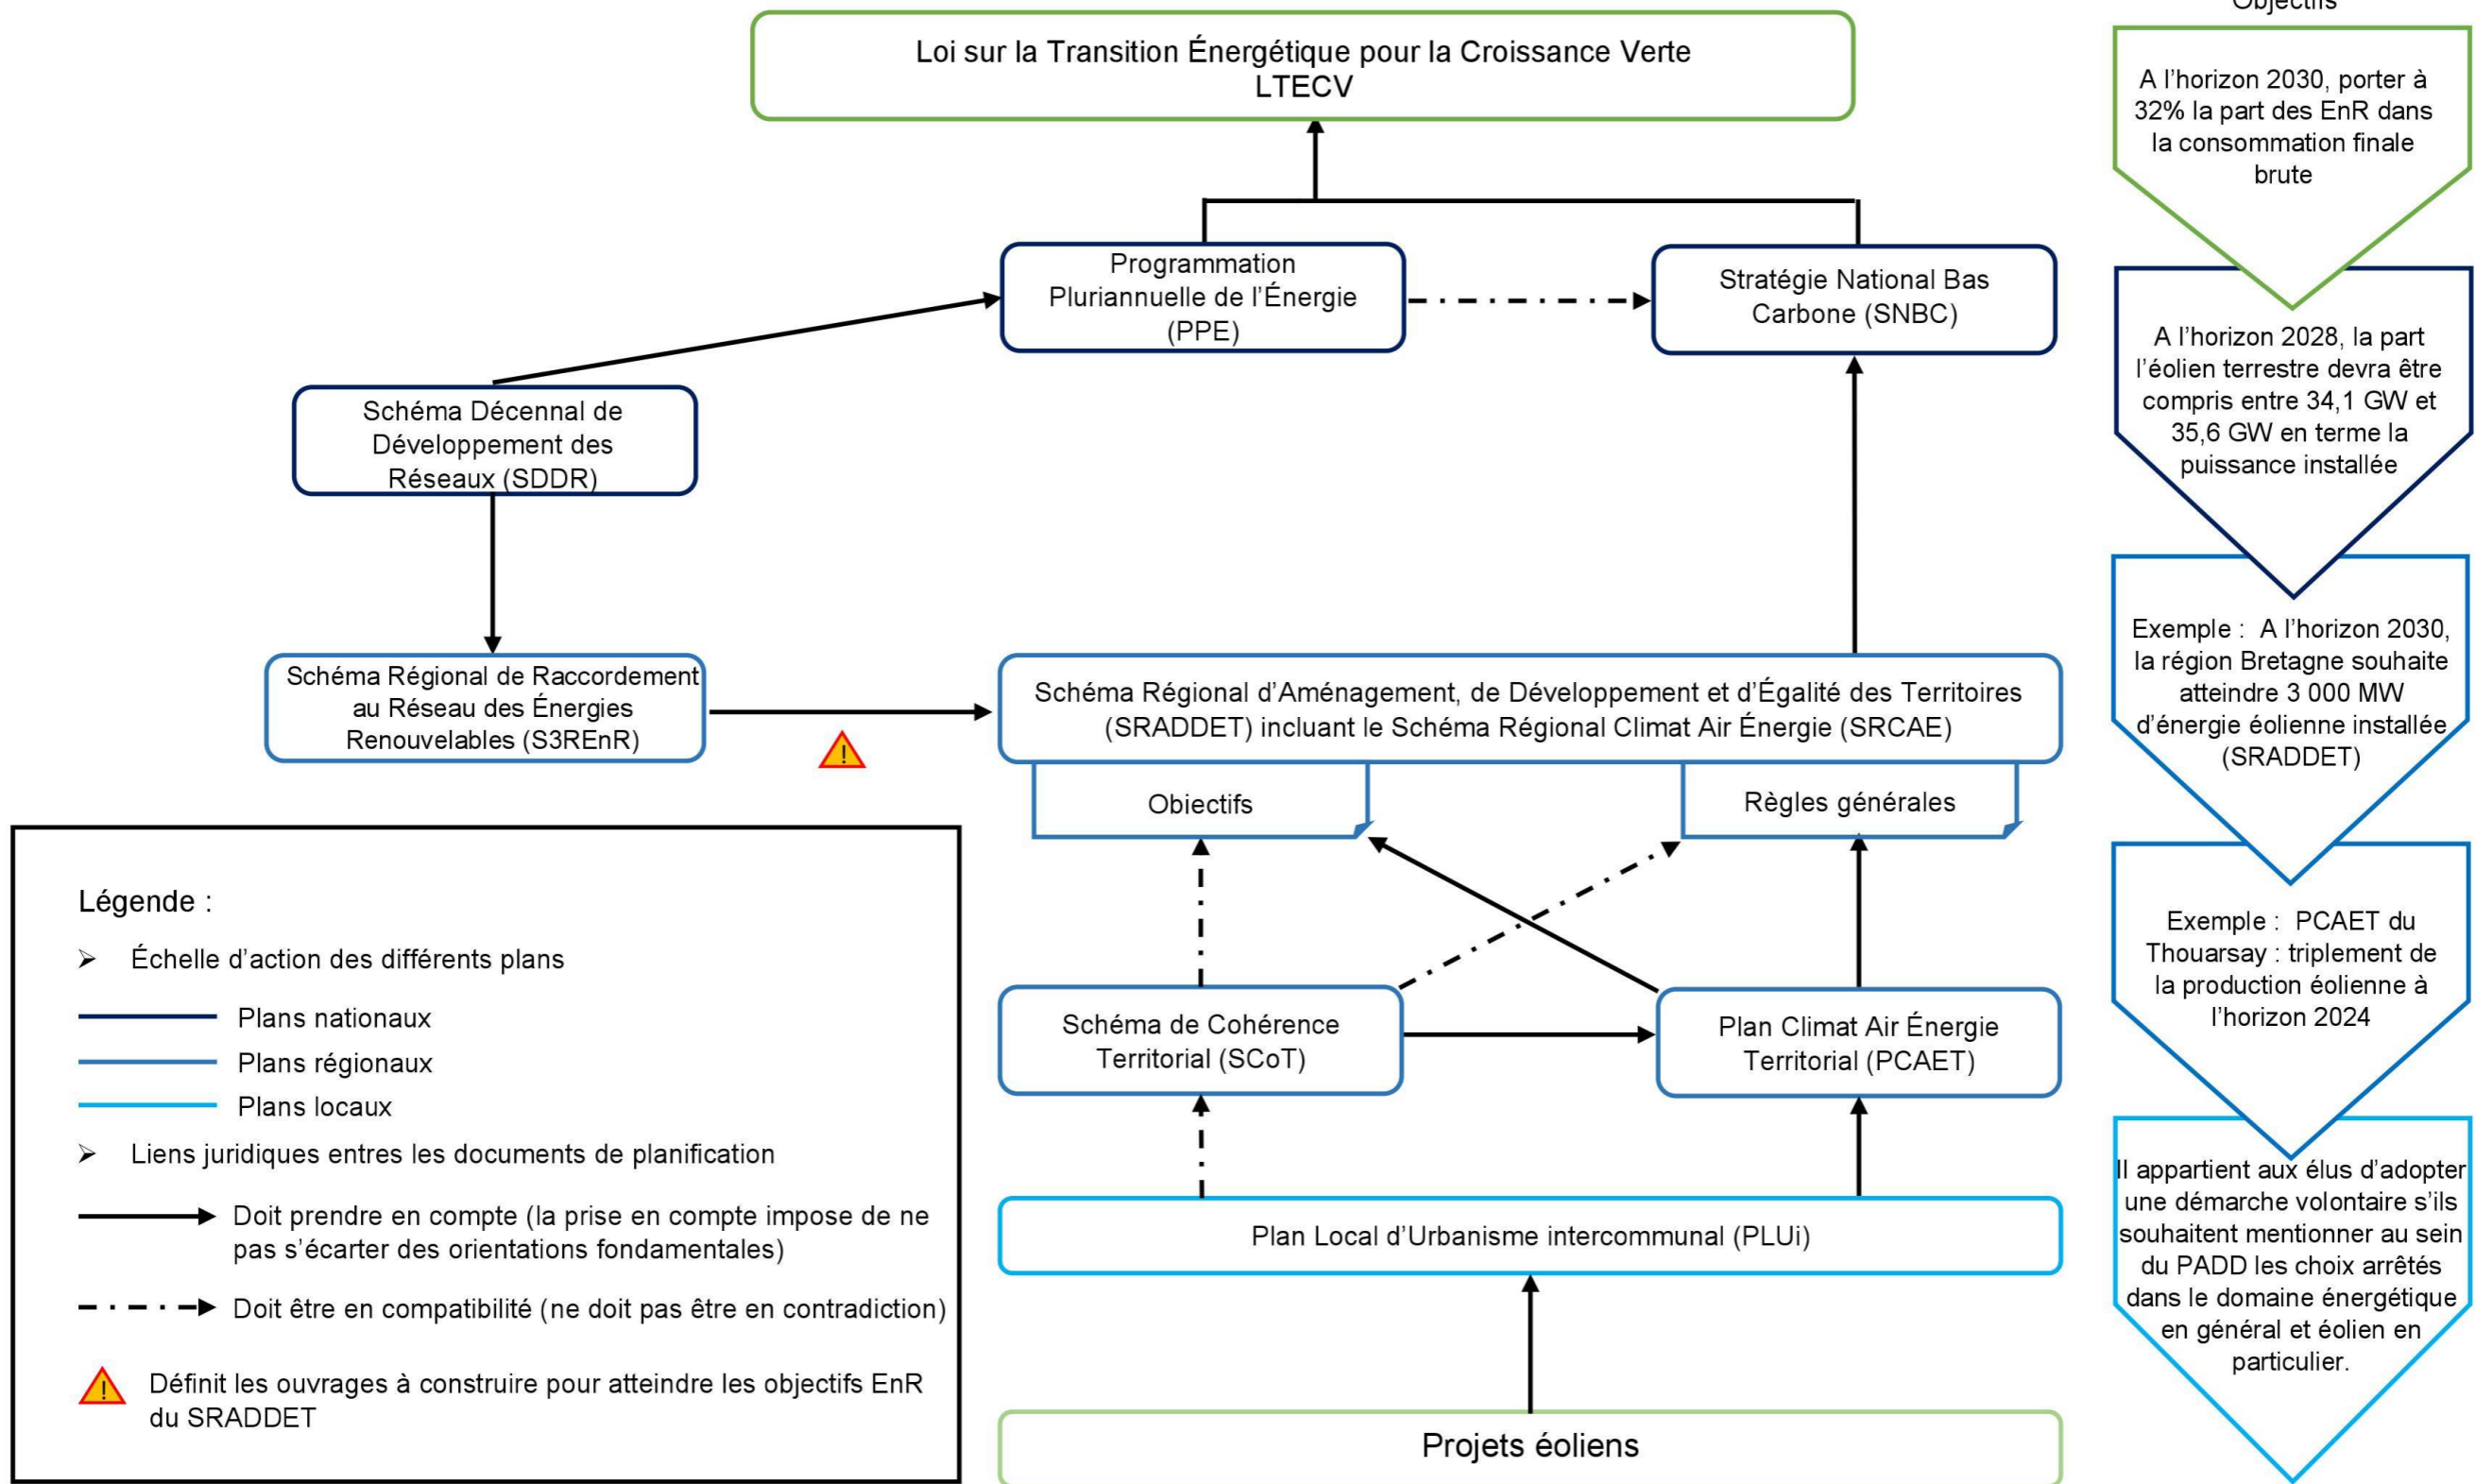 Objectifs
Loi sur la Transition Énergétique pour la Croissance Verte
LTECV
A l’horizon 2030, porter à
32% la part des EnR dans
la consommation finale
brute
Programmation
Pluriannuelle de l’Énergie
(PPE)
Stratégie National Bas
Carbone (SNBC)
A l’horizon 2028, la part
l’éolien terrestre devra être
compris entre 34,1 GW et
35,6 GW en terme la
puissance installée
Schéma Décennal de
Développement des
Réseaux (SDDR)
Schéma Régional de Raccordement
au Réseau des Énergies
Renouvelables (S3REnR)
!
Schéma Régional d’Aménagement, de Développement et d’Égalité des Territoires
(SRADDET) incluant le Schéma Régional Climat Air Énergie (SRCAE)
Objectifs
Règles générales
Exemple :  A l’horizon 2030,
la région Bretagne souhaite
atteindre 3 000 MW
d’énergie éolienne installée
(SRADDET)
Schéma de Cohérence
Territorial (SCoT)
Plan Climat Air Énergie
Territorial (PCAET)
Exemple :  PCAET du
Thouarsay : triplement de
la production éolienne à
l’horizon 2024
Plan Local d’Urbanisme intercommunal (PLUi)
Il appartient aux élus d’adopter
une démarche volontaire s’ils
souhaitent mentionner au sein
du PADD les choix arrêtés
dans le domaine énergétique
en général et éolien en
particulier.
Projets éoliens
Légende :
➢ Échelle d’action des différents plans
Plans nationaux
Plans régionaux
Plans locaux
➢ Liens juridiques entres les documents de planification
Doit prendre en compte (la prise en compte impose de ne
pas s’écarter des orientations fondamentales)
Doit être en compatibilité (ne doit pas être en contradiction)
! Définit les ouvrages à construire pour atteindre les objectifs EnR
du SRADDET